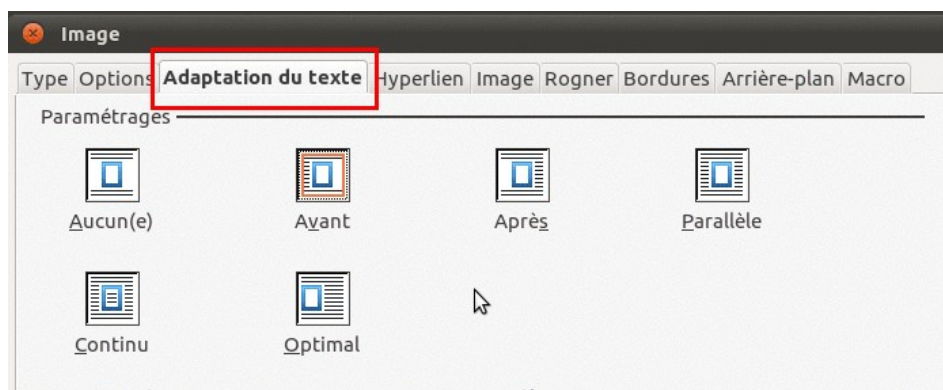 Image
Type Options Adaptation du texte Hyperlien Image Rogner Bordures Arrière-plan Macro
Paramétrages
Aucun(e) Avant Après Parallèle
Continu Optimal